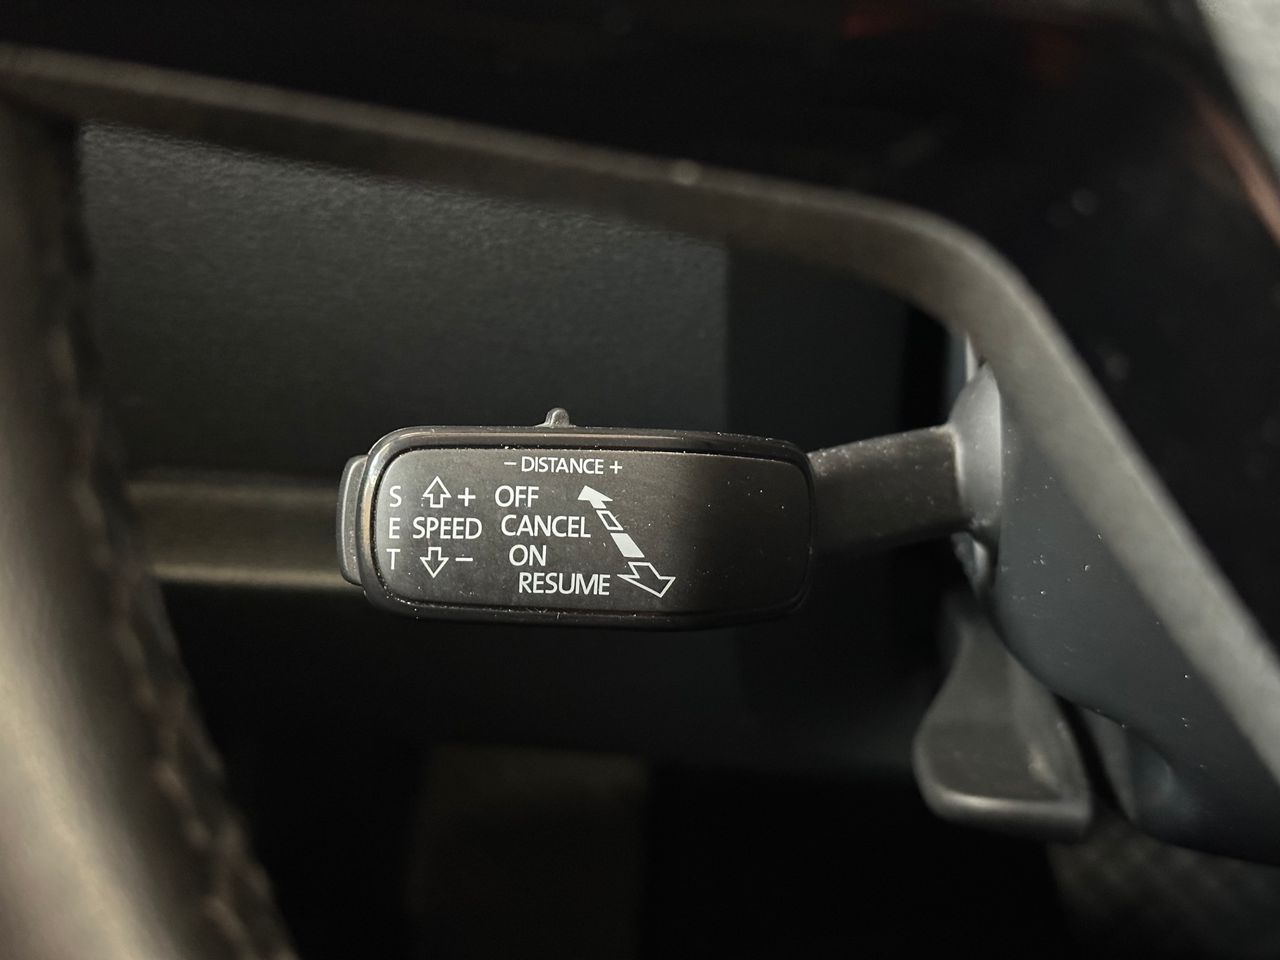 – DISTANCE +
S + OFF
E SPEED CANCEL
T – ON
RESUME